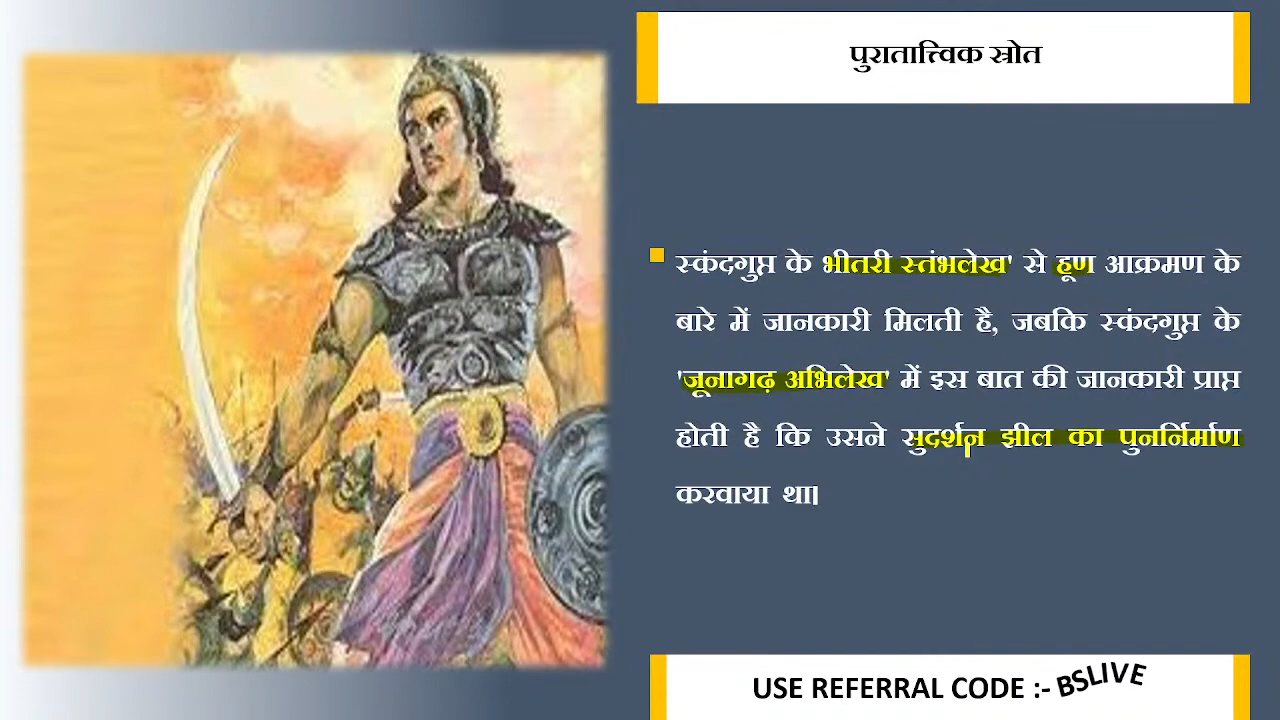 पुरातात्त्विक स्रोत
स्कंदगुप्त के भीतरी स्तंभलेख' से हूण आक्रमण के
बारे में जानकारी मिलती है, जबकि स्कंदगुप्त के
'जूनागढ़ अभिलेख' में इस बात की जानकारी प्राप्त
होती है कि उसने सुदर्शन झील का पुनर्निर्माण
करवाया था।
USE REFERRAL CODE :- BSLIVE